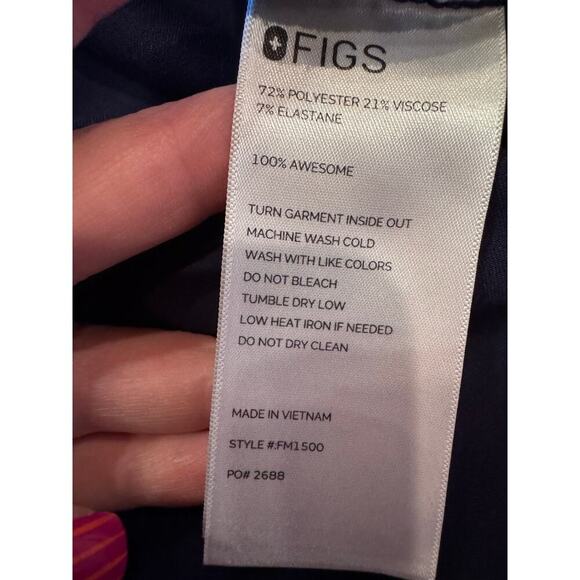 FIGS
72% POLYESTER 21% VISCOSE
7% ELASTANE
100% AWESOME
TURN GARMENT INSIDE OUT
MACHINE WASH COLD
WASH WITH LIKE COLORS
DO NOT BLEACH
TUMBLE DRY LOW
LOW HEAT IRON IF NEEDED
DO NOT DRY CLEAN
MADE IN VIETNAM
STYLE #:FM1500
PO# 2688